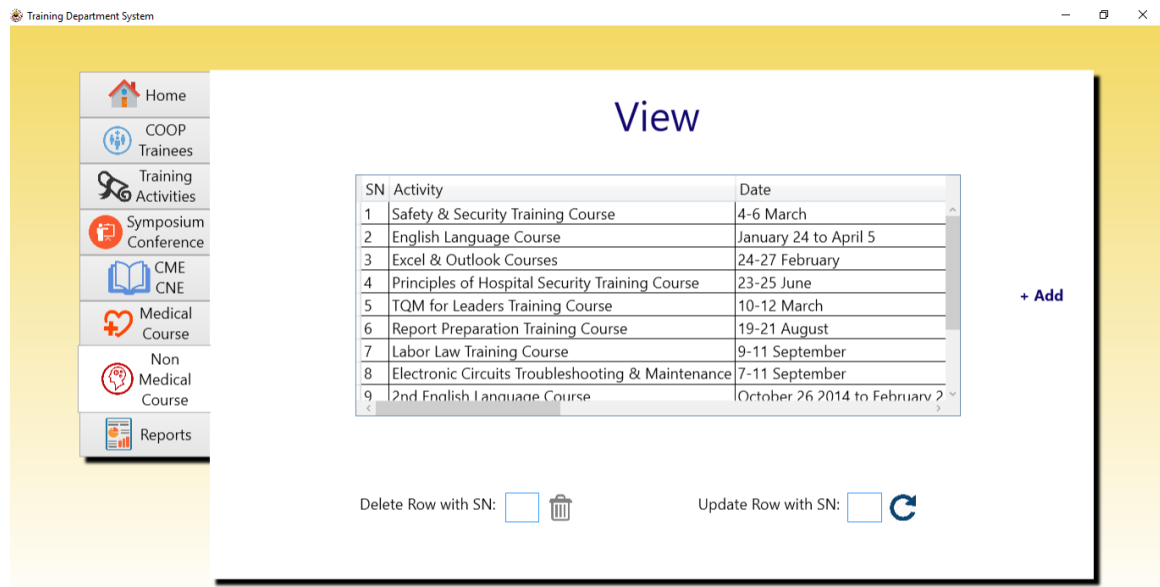 Training Department System
Home
COOP
Trainees
Training
Activities
Symposium
Conference
CME
CNE
Medical
Course
Non
Medical
Course
Reports
View
SN Activity Date
1 Safety & Security Training Course 4-6 March
2 English Language Course January 24 to April 5
3 Excel & Outlook Courses 24-27 February
4 Principles of Hospital Security Training Course 23-25 June
5 TQM for Leaders Training Course 10-12 March
6 Report Preparation Training Course 19-21 August
7 Labor Law Training Course 9-11 September
8 Electronic Circuits Troubleshooting & Maintenance 7-11 September
9 2nd English Language Course October 26 2014 to February 2
+ Add
Delete Row with SN: Update Row with SN: